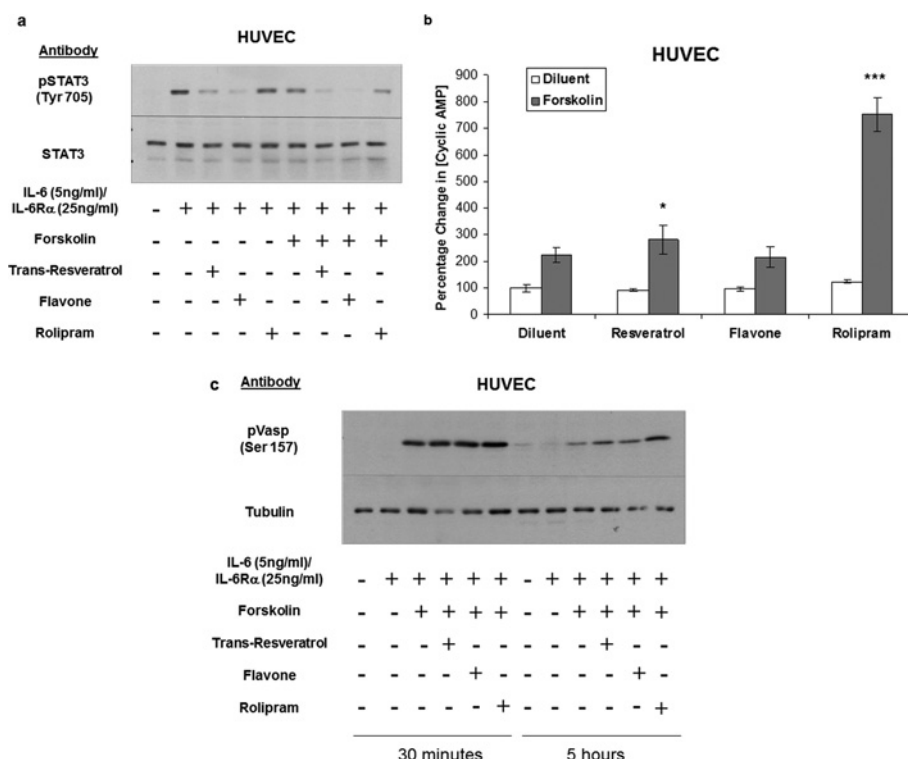 a
HUVEC
Antibody
pSTAT3
(Tyr 705)
STAT3
IL-6 (5ng/ml)/
IL-6Rα (25ng/ml) - + + + + + + + +
Forskolin - - - - - + + + +
Trans-Resveratrol - - + - - - + - -
Flavone - - - + - - - + -
Rolipram - - - - + - - - +
b
HUVEC
Percentage Change in [Cyclic AMP]
900
800
700
600
500
400
300
200
100
0
Diluent
Forskolin
*
***
Diluent Resveratrol Flavone Rolipram
c
Antibody
HUVEC
pVasp
(Ser 157)
Tubulin
IL-6 (5ng/ml)/
IL-6Rα (25ng/ml) - + + + + + - + + + + +
Forskolin - - + + + + - - + + + +
Trans-Resveratrol - - - + - - - - - + - -
Flavone - - - - + - - - - - + -
Rolipram - - - - - + - - - - - +
30 minutes 5 hours